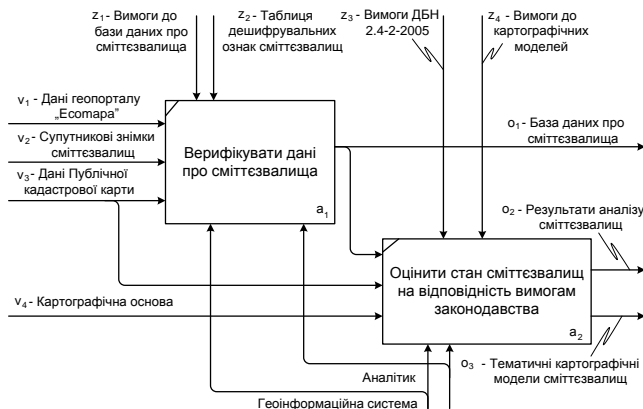 z₁- Вимоги до
бази даних про
сміттєзвалища
z₂- Таблиця
дешифрувальних
ознак сміттєзвалищ
z₃ - Вимоги ДБН
2.4-2-2005
z₄ - Вимоги до
картографічних
моделей
v₁ - Дані геопорталу
„Ecomapa”
v₂ - Супутникові знімки
сміттєзвалищ
v₃ - Дані Публічної
кадастрової карти
Верифікувати дані
про сміттєзвалища
a₁
o₁- База даних про
сміттєзвалища
o₂ - Результати аналізу
сміттєзвалищ
v₄- Картографічна основа
Оцінити стан сміттєзвалищ
на відповідність вимогам
законодавства
a₂
o₃ - Тематичні картографічні
модели сміттєзвалищ
Аналітик
Геоінформаційна система